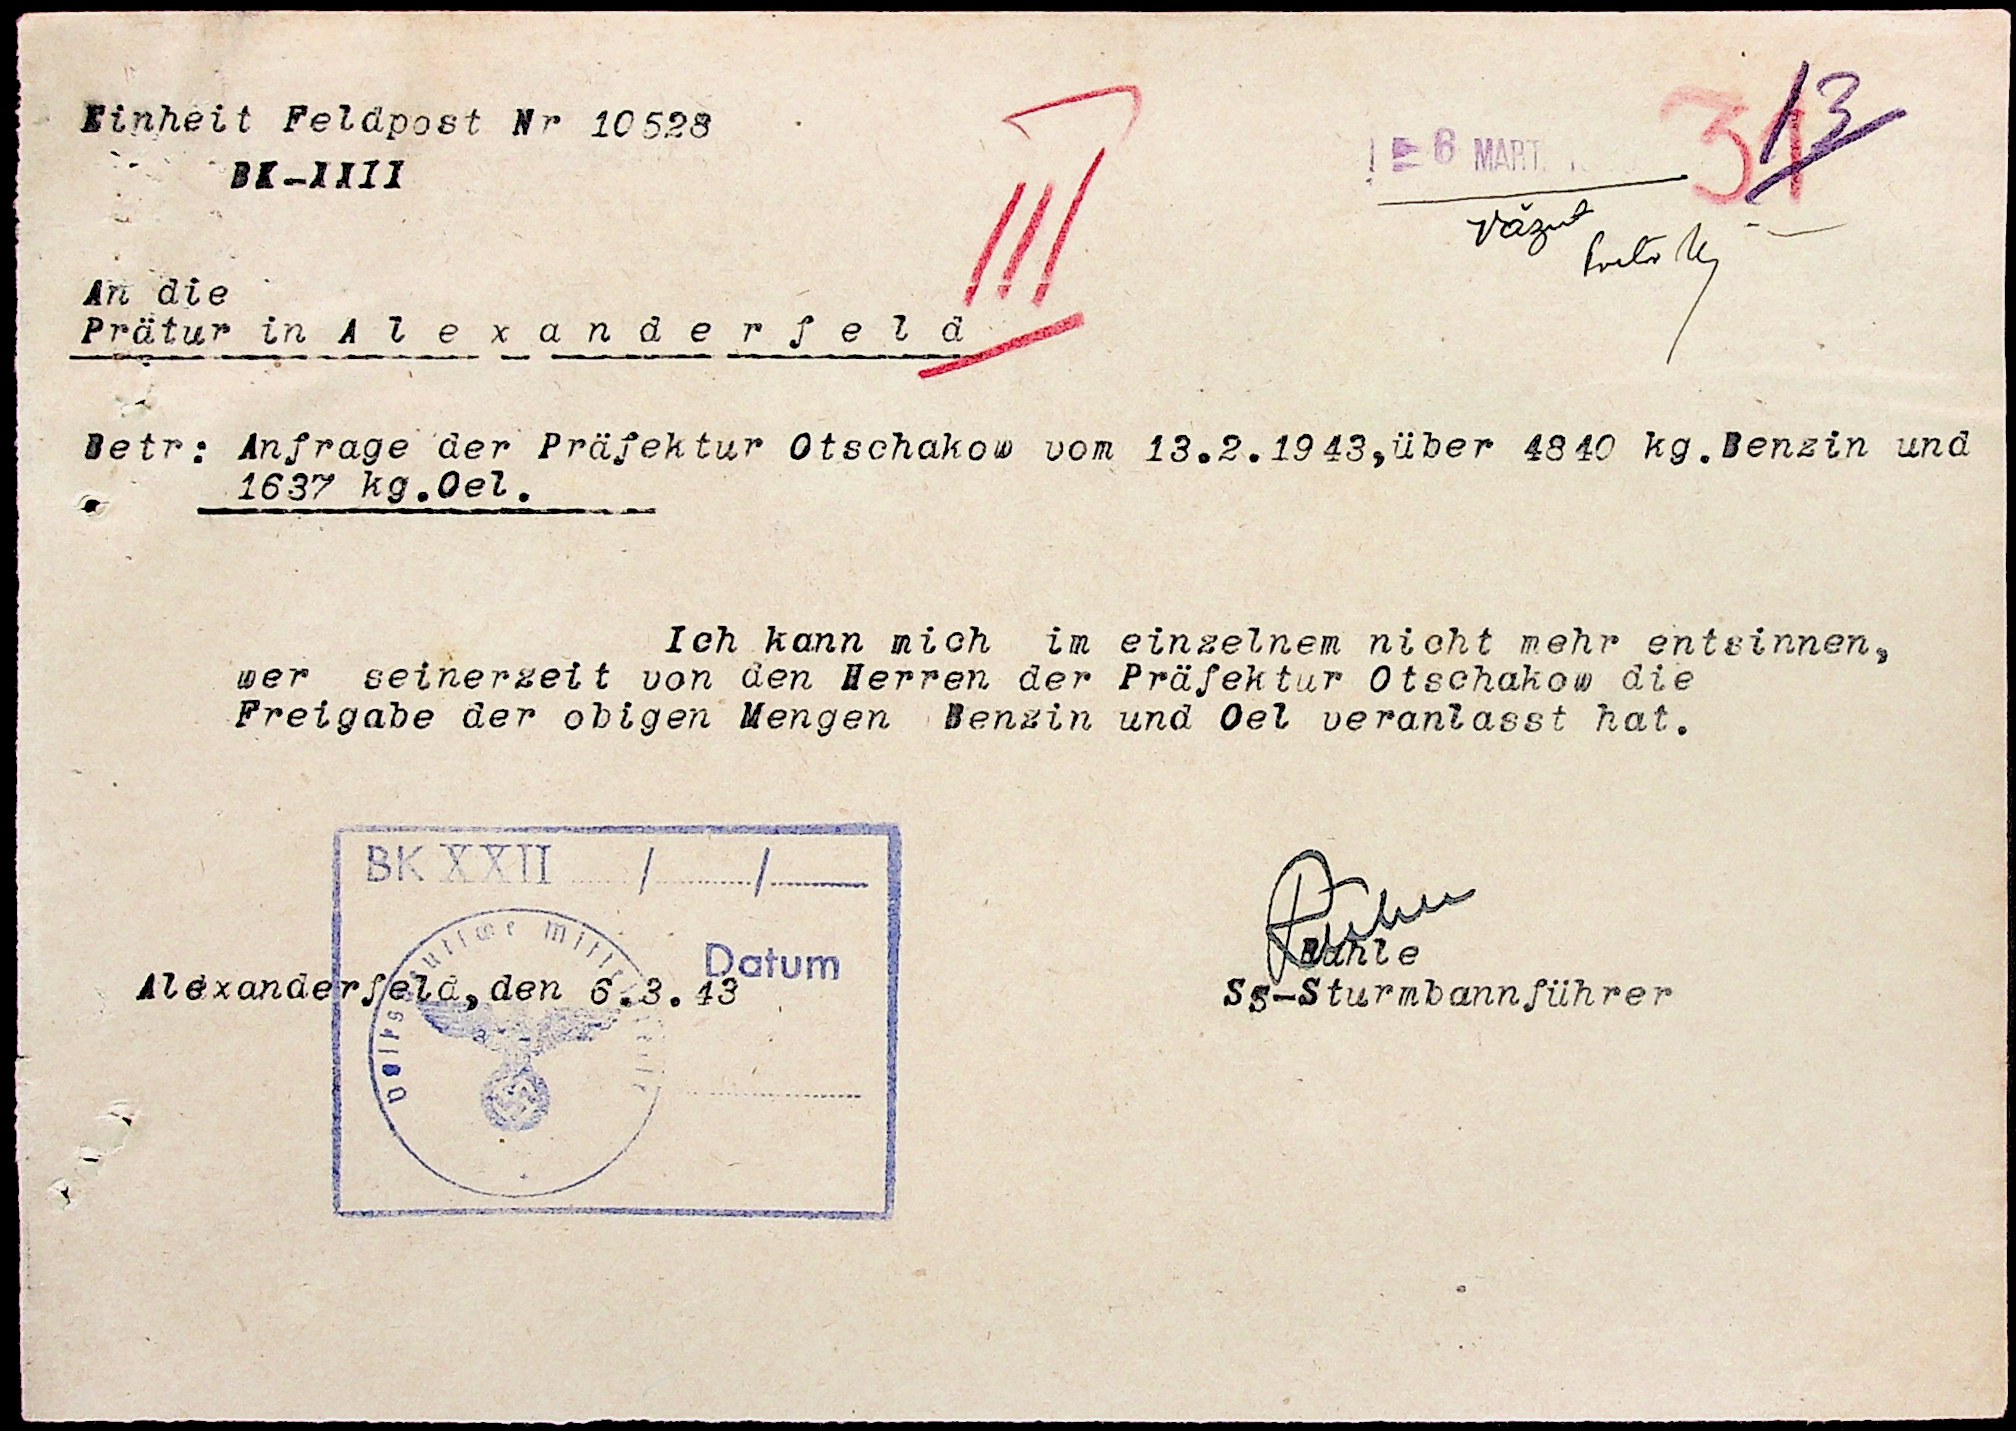 Einheit Feldpost Nr 10528
BK-XXII
6 MART.
31
13
III
Văzut
An die
Prätur in A l e x a n d e r f e l d
Betr: Anfrage der Präfektur Otschakow vom 13.2.1943,über 4840 kg.Benzin und
1637 kg.Oel.
Ich kann mich im einzelnem nicht mehr entsinnen,
wer seinerzeit von den Herren der Präfektur Otschakow die
Freigabe der obigen Mengen Benzin und Oel veranlasst hat.
BK XXII / /
Datum
Alexanderfeld,den 6.3.43
SS-Sturmbannführer